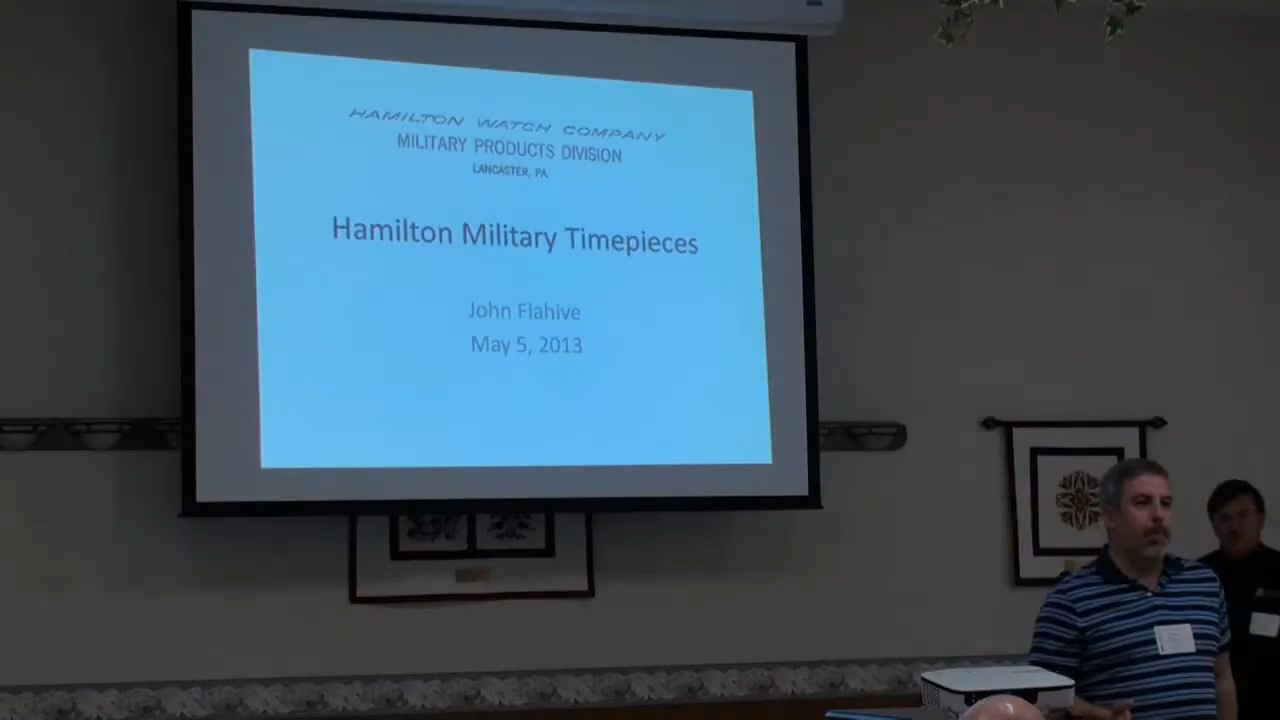 HAMILTON WATCH COMPANY
MILITARY PRODUCTS DIVISION
LANCASTER, PA.
Hamilton Military Timepieces
John Flahive
May 5, 2013